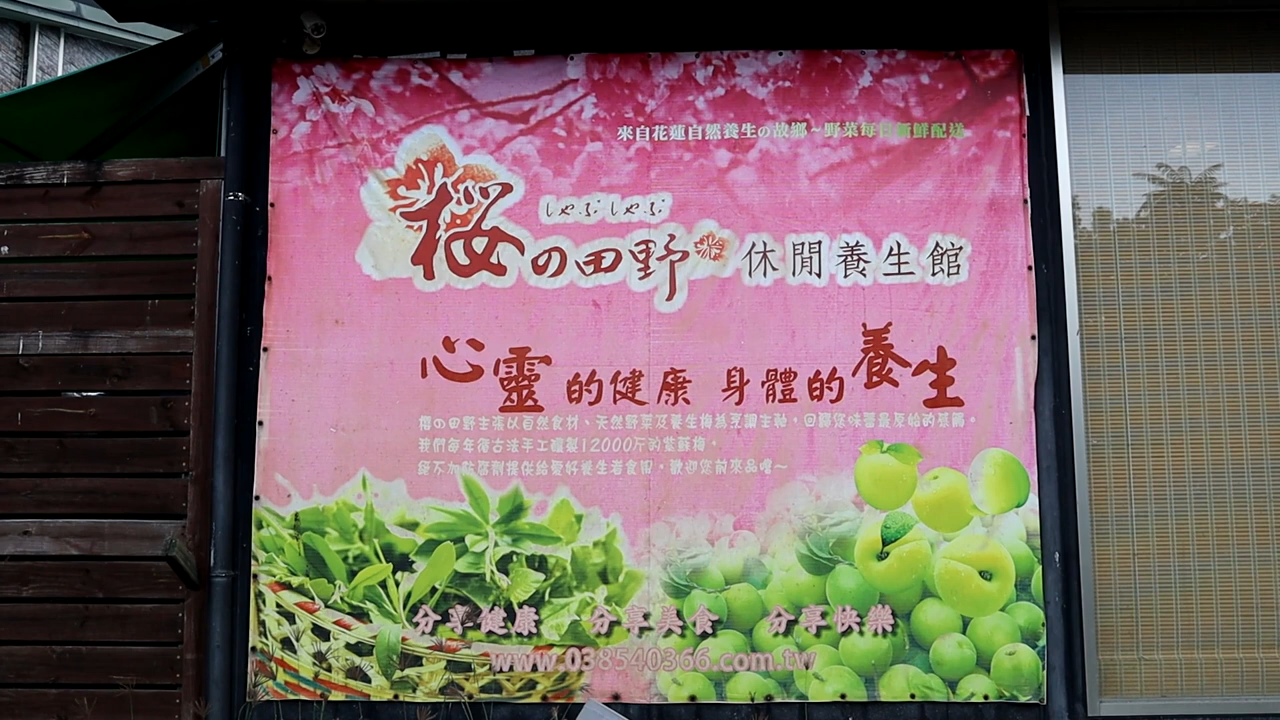 來自花蓮自然養生の故鄉~野菜每日新鮮配送
しゃぶしゃぶ
桜の田野 休閒養生館
心靈的健康 身體的養生
櫻の田野主張以自然食材、天然野菜及養生梅為烹調主軸,回歸您味蕾最原始的悸動。
我們每年復古法手工釀製12000斤的紫蘇梅,
絕不加防腐劑提供給愛好養生者食用,歡迎您前來品嚐~
分享健康 分享美食 分享快樂
www.038540366.com.tw